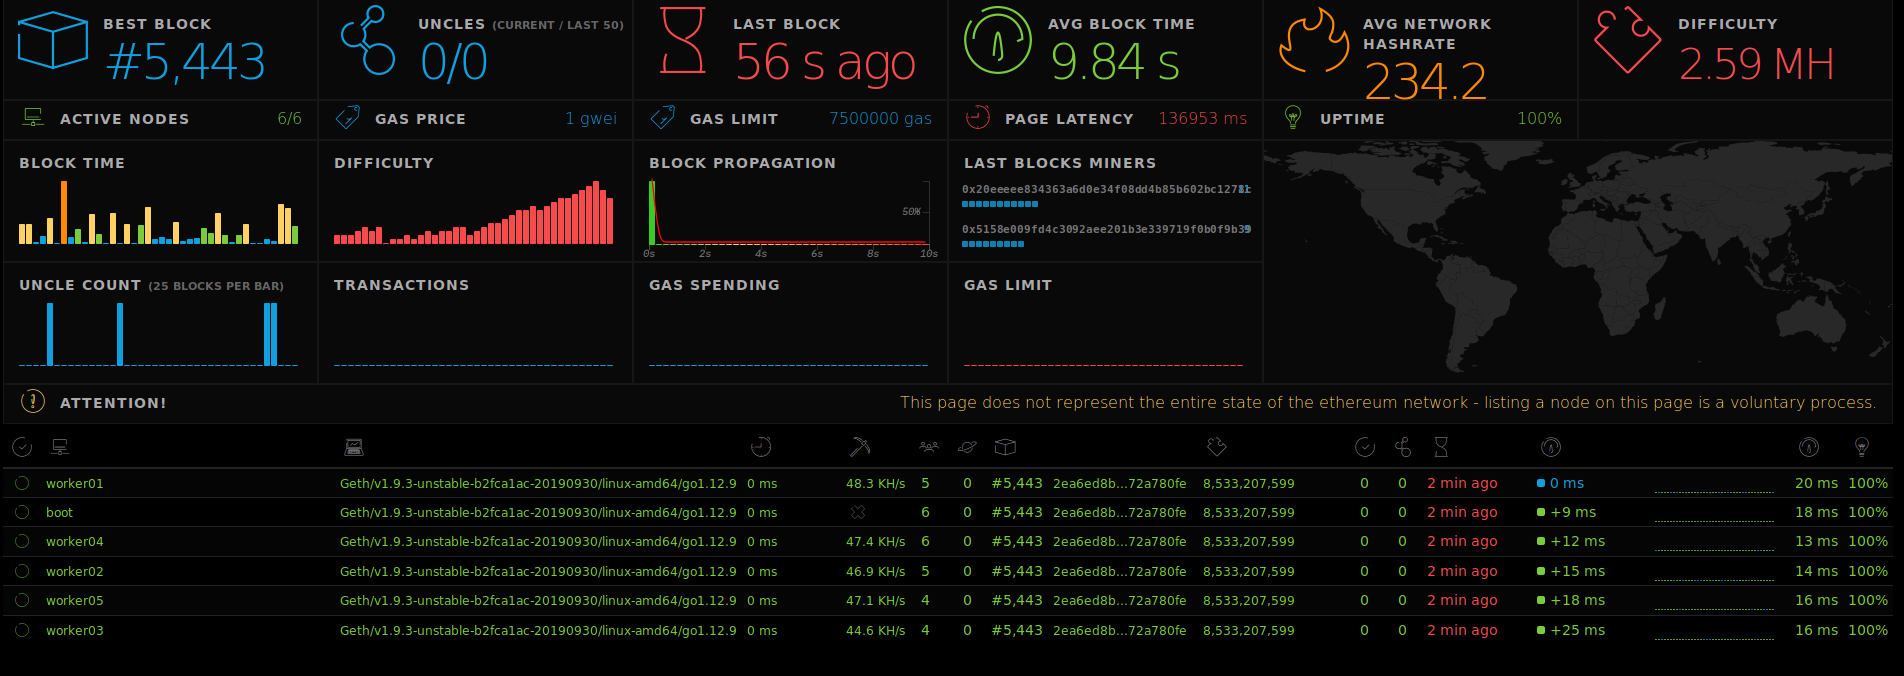 BEST BLOCK
#5,443
UNCLES (CURRENT / LAST 50)
0/0
LAST BLOCK
56 s ago
AVG BLOCK TIME
9.84 s
AVG NETWORK
HASHRATE
234.2
DIFFICULTY
2.59 MH
ACTIVE NODES 6/6
GAS PRICE 1 gwei
GAS LIMIT 7500000 gas
PAGE LATENCY 136953 ms
UPTIME 100%
BLOCK TIME
DIFFICULTY
BLOCK PROPAGATION
50%
0s 2s 4s 6s 8s 10s
LAST BLOCKS MINERS
0x20eeeee834363a6d0e34f08dd4b85b602bc127
0x5158e009fd4c3092aee201b3e339719f0b0f9b
UNCLE COUNT (25 BLOCKS PER BAR)
TRANSACTIONS
GAS SPENDING
GAS LIMIT
ATTENTION! This page does not represent the entire state of the ethereum network - listing a node on this page is a voluntary process.
worker01 Geth/v1.9.3-unstable-b2fca1ac-20190930/linux-amd64/go1.12.9 0 ms 48.3 KH/s 5 0 #5,443 2ea6ed8b...72a780fe 8,533,207,599 0 0 2 min ago 0 ms 20 ms 100%
boot Geth/v1.9.3-unstable-b2fca1ac-20190930/linux-amd64/go1.12.9 0 ms 6 0 #5,443 2ea6ed8b...72a780fe 8,533,207,599 0 0 2 min ago +9 ms 18 ms 100%
worker04 Geth/v1.9.3-unstable-b2fca1ac-20190930/linux-amd64/go1.12.9 0 ms 47.4 KH/s 6 0 #5,443 2ea6ed8b...72a780fe 8,533,207,599 0 0 2 min ago +12 ms 13 ms 100%
worker02 Geth/v1.9.3-unstable-b2fca1ac-20190930/linux-amd64/go1.12.9 0 ms 46.9 KH/s 5 0 #5,443 2ea6ed8b...72a780fe 8,533,207,599 0 0 2 min ago +15 ms 14 ms 100%
worker05 Geth/v1.9.3-unstable-b2fca1ac-20190930/linux-amd64/go1.12.9 0 ms 47.1 KH/s 4 0 #5,443 2ea6ed8b...72a780fe 8,533,207,599 0 0 2 min ago +18 ms 16 ms 100%
worker03 Geth/v1.9.3-unstable-b2fca1ac-20190930/linux-amd64/go1.12.9 0 ms 44.6 KH/s 4 0 #5,443 2ea6ed8b...72a780fe 8,533,207,599 0 0 2 min ago +25 ms 16 ms 100%